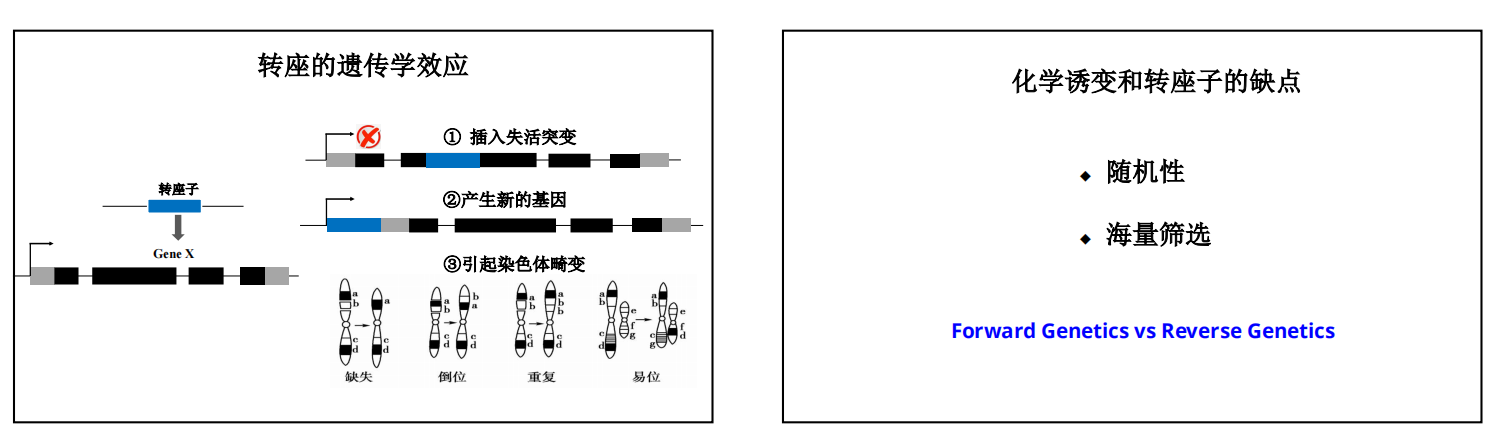 转座的遗传学效应
① 插入失活突变
转座子
②产生新的基因
Gene X
③引起染色体畸变
a
b
c
d
a
c
d
a
b
c
d
b
a
c
d
a
b
c
d
a
b
b
c
d
a
b
c
d
e
f
g
a
b
c
g
e
f
d
缺失
倒位
重复
易位
化学诱变和转座子的缺点
◆ 随机性
◆ 海量筛选
Forward Genetics vs Reverse Genetics